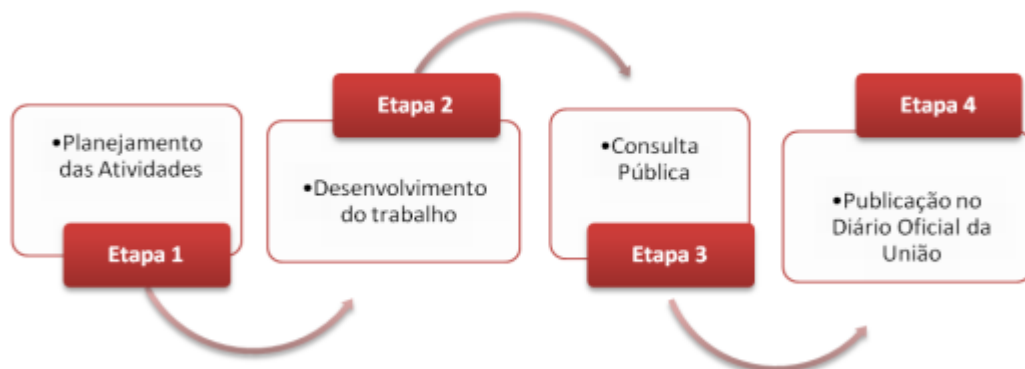 •Planejamento
das Atividades
Etapa 1
Etapa 2
•Desenvolvimento
do trabalho
•Consulta
Pública
Etapa 3
Etapa 4
•Publicação no
Diário Oficial da
União